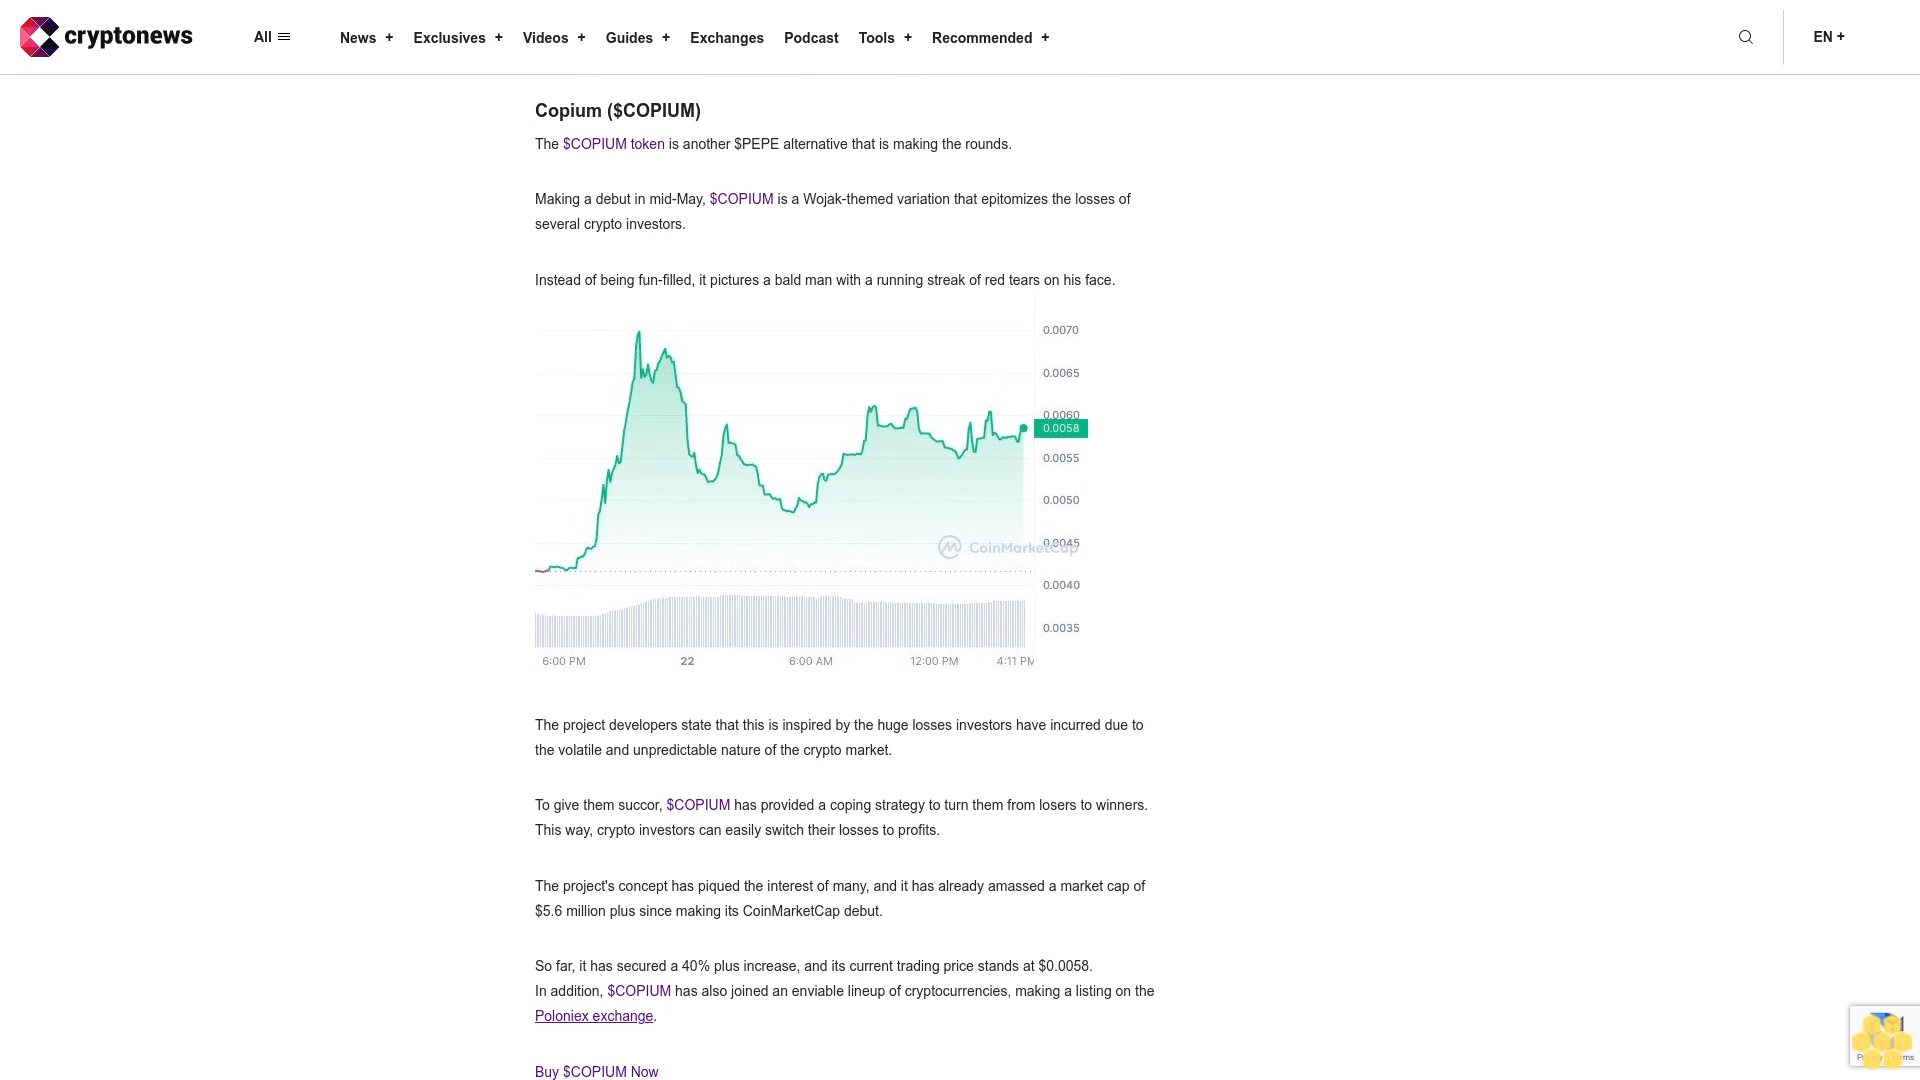 cryptonews
All
News +
Exclusives +
Videos +
Guides +
Exchanges
Podcast
Tools +
Recommended +
EN +
Copium ($COPIUM)
The $COPIUM token is another $PEPE alternative that is making the rounds.
Making a debut in mid-May, $COPIUM is a Wojak-themed variation that epitomizes the losses of
several crypto investors.
Instead of being fun-filled, it pictures a bald man with a running streak of red tears on his face.
0.0070
0.0065
0.0060
0.0058
0.0055
0.0050
0.0045
CoinMarketCap
0.0040
0.0035
6:00 PM
22
6:00 AM
12:00 PM
4:11 PM
The project developers state that this is inspired by the huge losses investors have incurred due to
the volatile and unpredictable nature of the crypto market.
To give them succor, $COPIUM has provided a coping strategy to turn them from losers to winners.
This way, crypto investors can easily switch their losses to profits.
The project's concept has piqued the interest of many, and it has already amassed a market cap of
$5.6 million plus since making its CoinMarketCap debut.
So far, it has secured a 40% plus increase, and its current trading price stands at $0.0058.
In addition, $COPIUM has also joined an enviable lineup of cryptocurrencies, making a listing on the
Poloniex exchange.
Buy $COPIUM Now